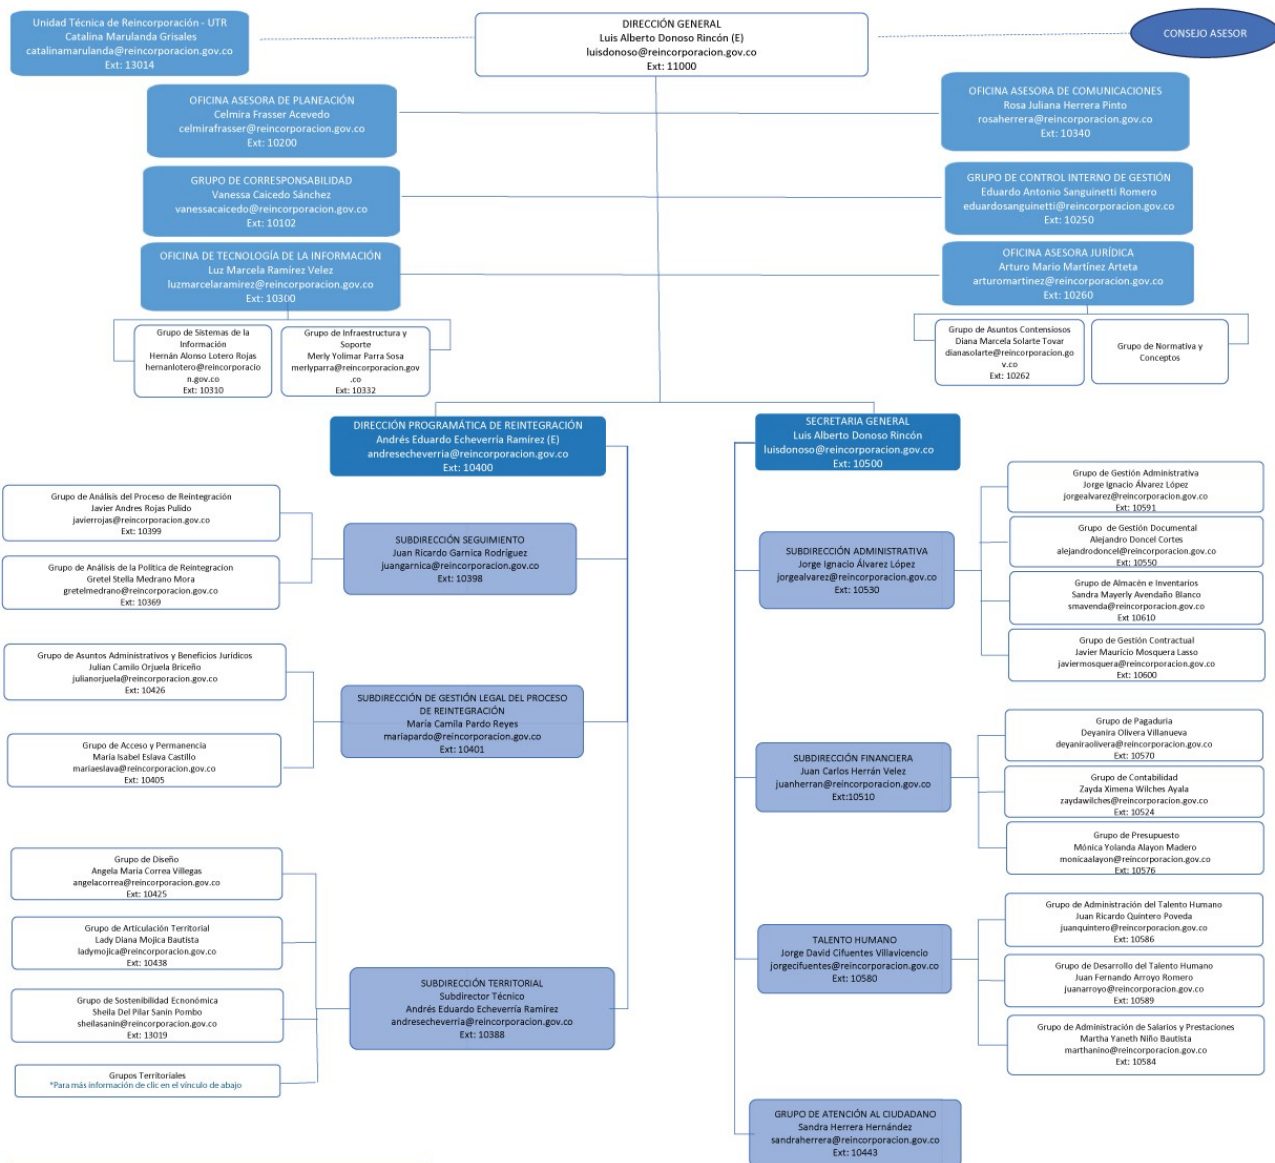 Unidad Técnica de Reincorporación - UTR
Catalina Marulanda Grisales
catalinamarulanda@reincorporacion.gov.co
Ext: 13014
DIRECCIÓN GENERAL
Luis Alberto Donoso Rincón (E)
luisdonoso@reincorporacion.gov.co
Ext: 11000
CONSEJO ASESOR
OFICINA ASESORA DE PLANEACIÓN
Celmira Frasser Acevedo
celmirafrasser@reincorporacion.gov.co
Ext: 10200
OFICINA ASESORA DE COMUNICACIONES
Rosa Juliana Herrera Pinto
rosaherrera@reincorporacion.gov.co
Ext: 10340
GRUPO DE CORRESPONSABILIDAD
Vanessa Caicedo Sánchez
vanessacaicedo@reincorporacion.gov.co
Ext: 10102
GRUPO DE CONTROL INTERNO DE GESTIÓN
Eduardo Antonio Sanguinetti Romero
eduardosanguinetti@reincorporacion.gov.co
Ext: 10250
OFICINA DE TECNOLOGÍA DE LA INFORMACIÓN
Luz Marcela Ramírez Velez
luzmarcelaramirez@reincorporacion.gov.co
Ext: 10300
OFICINA ASESORA JURÍDICA
Arturo Mario Martínez Arteta
arturomartinez@reincorporacion.gov.co
Ext: 10260
Grupo de Sistemas de la
Información
Hernán Alonso Lotero Rojas
hernanlotero@reincorporacio
n.gov.co
Ext: 10310
Grupo de Infraestructura y
Soporte
Merly Yolimar Parra Sosa
merlyparra@reincorporacion.gov
.co
Ext: 10332
Grupo de Asuntos Contensiosos
Diana Marcela Solarte Tovar
dianasolarte@reincorporacion.go
v.co
Ext: 10262
Grupo de Normativa y
Conceptos
DIRECCIÓN PROGRAMÁTICA DE REINTEGRACIÓN
Andrés Eduardo Echeverría Ramírez (E)
andresecheverria@reincorporacion.gov.co
Ext: 10400
SECRETARIA GENERAL
Luis Alberto Donoso Rincón
luisdonoso@reincorporacion.gov.co
Ext: 10500
Grupo de Análisis del Proceso de Reintegración
Javier Andres Rojas Pulido
javierrojas@reincorporacion.gov.co
Ext: 10399
Grupo de Análisis de la Política de Reintegracion
Gretel Stella Medrano Mora
gretelmedrano@reincorporacion.gov.co
Ext: 10369
SUBDIRECCIÓN SEGUIMIENTO
Juan Ricardo Garnica Rodríguez
juangarnica@reincorporacion.gov.co
Ext: 10398
Grupo de Asuntos Administrativos y Beneficios Jurídicos
Julían Camilo Orjuela Briceño
julianorjuela@reincorporacion.gov.co
Ext: 10426
Grupo de Acceso y Permanencia
María Isabel Eslava Castillo
mariaeslava@reincorporacion.gov.co
Ext: 10405
SUBDIRECCIÓN DE GESTIÓN LEGAL DEL PROCESO
DE REINTEGRACIÓN
María Camila Pardo Reyes
mariapardo@reincorporacion.gov.co
Ext: 10401
Grupo de Diseño
Angela María Correa Villegas
angelacorrea@reincorporacion.gov.co
Ext: 10425
Grupo de Articulación Territorial
Lady Diana Mojica Bautista
ladymojica@reincorporacion.gov.co
Ext: 10438
Grupo de Sostenibilidad Ecnonómica
Sheila Del Pilar Sanín Pombo
sheilasanin@reincorporacion.gov.co
Ext: 13019
Grupos Territoriales
*Para más información de clic en el vínculo de abajo
SUBDIRECCIÓN TERRITORIAL
Subdirector Técnico
Andrés Eduardo Echeverría Ramírez
andresecheverria@reincorporacion.gov.co
Ext: 10388
SUBDIRECCIÓN ADMINISTRATIVA
Jorge Ignacio Álvarez López
jorgealvarez@reincorporacion.gov.co
Ext: 10530
Grupo de Gestión Administrativa
Jorge Ignacio Álvarez López
jorgealvarez@reincorporacion.gov.co
Ext: 10591
Grupo de Gestión Documental
Alejandro Doncel Cortes
alejandrodoncel@reincorporacion.gov.co
Ext: 10550
Grupo de Almacén e Inventarios
Sandra Mayerly Avendaño Blanco
smavenda@reincorporacion.gov.co
Ext 10610
Grupo de Gestión Contractual
Javier Mauricio Mosquera Lasso
javiermosquera@reincorporacion.gov.co
Ext: 10600
SUBDIRECCIÓN FINANCIERA
Juan Carlos Herrán Velez
juanherran@reincorporacion.gov.co
Ext:10510
Grupo de Pagaduría
Deyanira Olivera Villanueva
deyaniraolivera@reincorporacion.gov.co
Ext: 10570
Grupo de Contabilidad
Zayda Ximena Wilches Ayala
zaydawilches@reincorporacion.gov.co
Ext: 10524
Grupo de Presupuesto
Mónica Yolanda Alayon Madero
monicaalayon@reincorporacion.gov.co
Ext: 10576
TALENTO HUMANO
Jorge David Cifuentes Villavicencio
jorgecifuentes@reincorporacion.gov.co
Ext: 10580
Grupo de Administración del Talento Humano
Juan Ricardo Quintero Poveda
juanquintero@reincorporacion.gov.co
Ext: 10586
Grupo de Desarrollo del Talento Humano
Juan Fernando Arroyo Romero
juanarroyo@reincorporacion.gov.co
Ext: 10589
Grupo de Administración de Salarios y Prestaciones
Martha Yaneth Niño Bautista
marthanino@reincorporacion.gov.co
Ext: 10584
GRUPO DE ATENCIÓN AL CIUDADANO
Sandra Herrera Hernández
sandraherrera@reincorporacion.gov.co
Ext: 10443